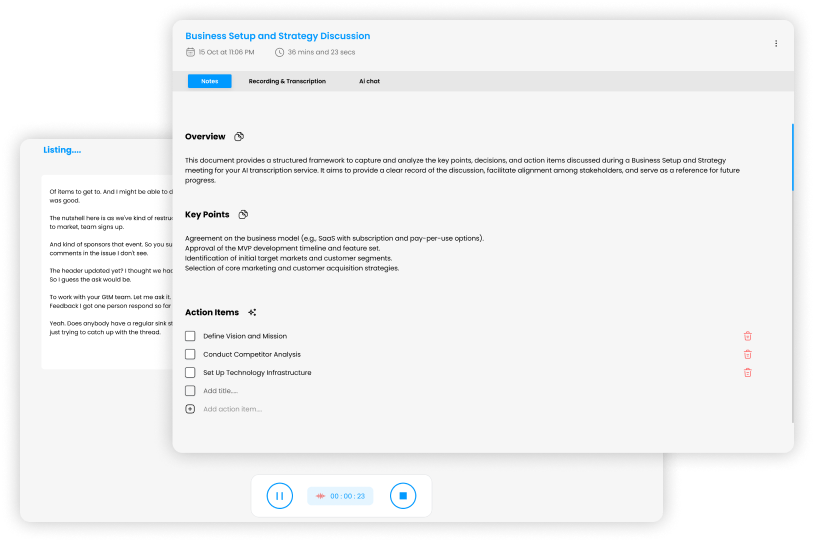 Business Setup and Strategy Discussion
15 Oct at 11:06 PM 36 mins and 23 secs
Notes Recording & Transcription Ai chat
Overview
This document provides a structured framework to capture and analyze the key points, decisions, and action items discussed during a Business Setup and Strategy
meeting for your AI transcription service. It aims to provide a clear record of the discussion, facilitate alignment among stakeholders, and serve as a reference for future
progress.
Key Points
Agreement on the business model (e.g., SaaS with subscription and pay-per-use options).
Approval of the MVP development timeline and feature set.
Identification of initial target markets and customer segments.
Selection of core marketing and customer acquisition strategies.
Action Items
Define Vision and Mission
Conduct Competitor Analysis
Set Up Technology Infrastructure
Add title....
Add action item...
Listing....
Of items to get to. And I might be able to d
was good.
The nutshell here is as we've kind of restruc
to market, team signs up.
And kind of sponsors that event. So you su
comments in the issue I don't see.
The header updated yet? I thought we had
So I guess the ask would be.
To work with your GtM team. Let me ask it.
Feedback I got one person respond so far
Yeah. Does anybody have a regular sink st
just trying to catch up with the thread.
00 : 00 : 23